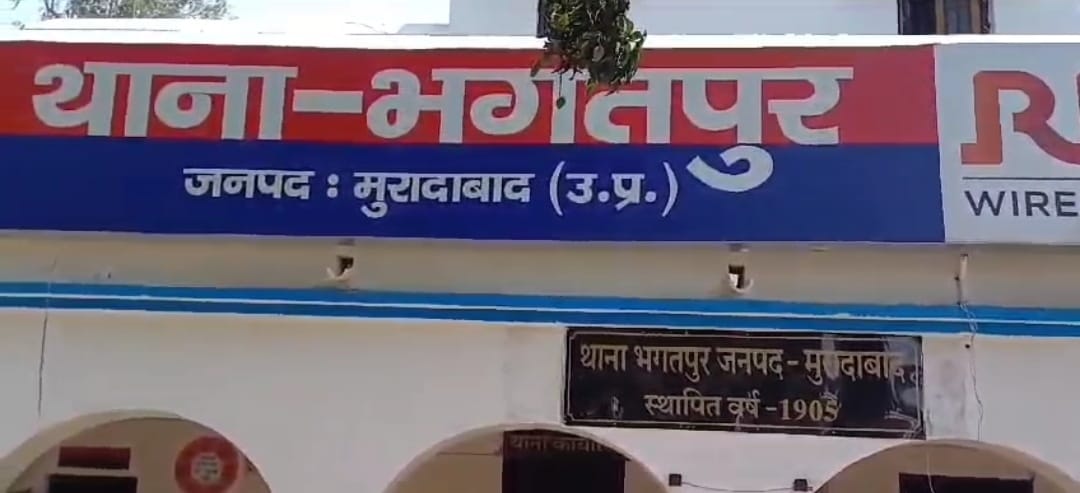 थाना-भगतपुर
जनपद : मुरादाबाद (उ.प्र.)
WIRE
थाना भगतपुर जनपद - मुरादाबाद
स्थापित वर्ष - 1905
थाना कार्या